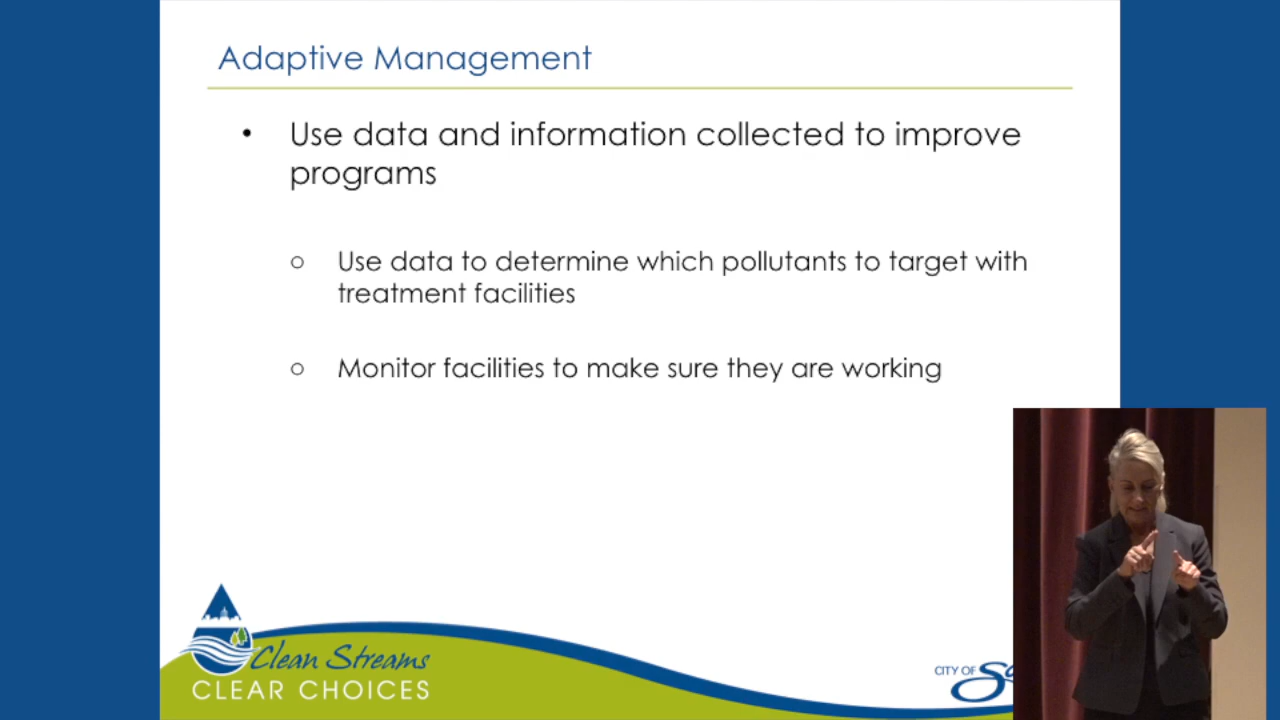 Adaptive Management
• Use data and information collected to improve
programs
○ Use data to determine which pollutants to target with
treatment facilities
○ Monitor facilities to make sure they are working
Clean Streams
CLEAR CHOICES
CITY OF